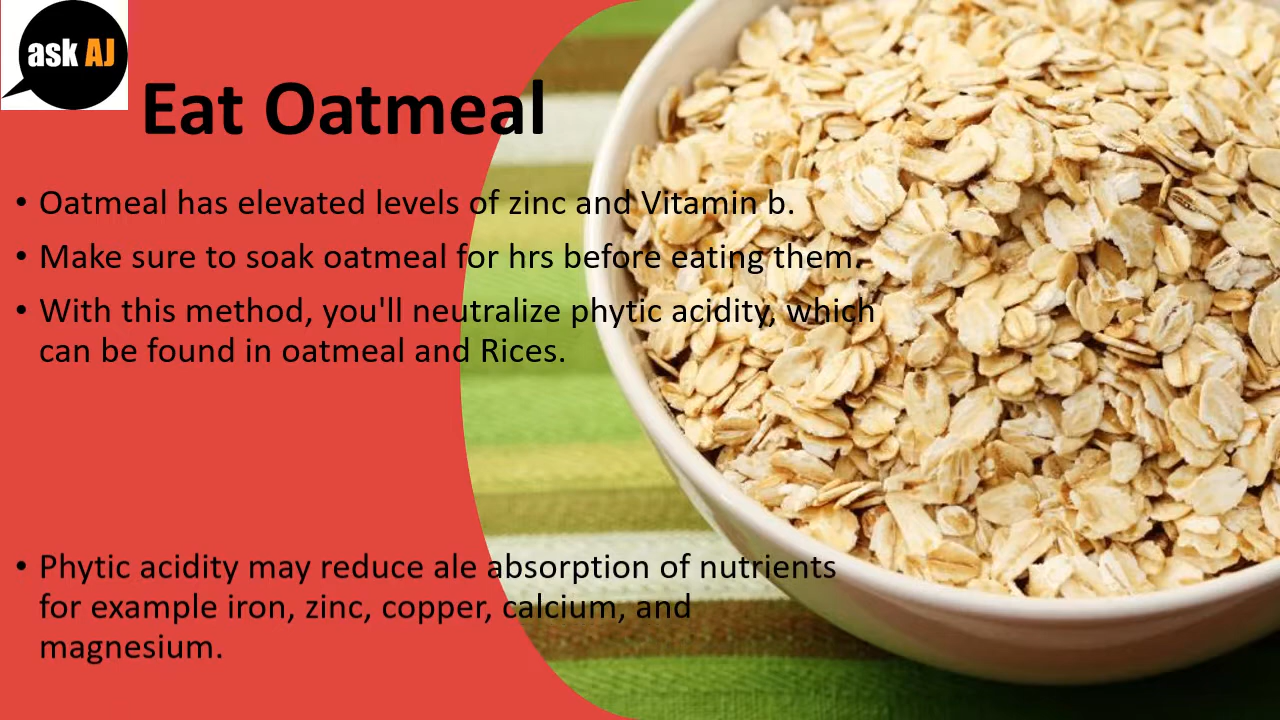 ask AJ
Eat Oatmeal
• Oatmeal has elevated levels of zinc and Vitamin b.
• Make sure to soak oatmeal for hrs before eating them.
• With this method, you'll neutralize phytic acidity, which
can be found in oatmeal and Rices.
• Phytic acidity may reduce ale absorption of nutrients
for example iron, zinc, copper, calcium, and
magnesium.